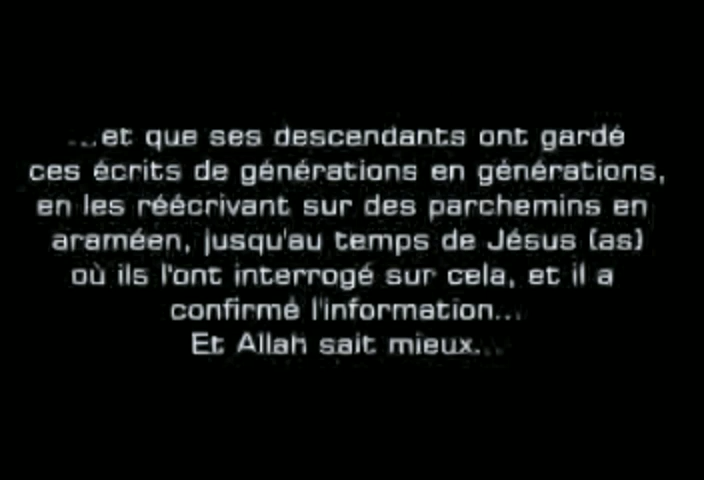 ...et que ses descendants ont gardé
ces écrits de générations en générations,
en les réécrivant sur des parchemins en
araméen, jusqu'au temps de Jésus (as)
où ils l'ont interrogé sur cela, et il a
confirmé l'information...
Et Allah sait mieux...